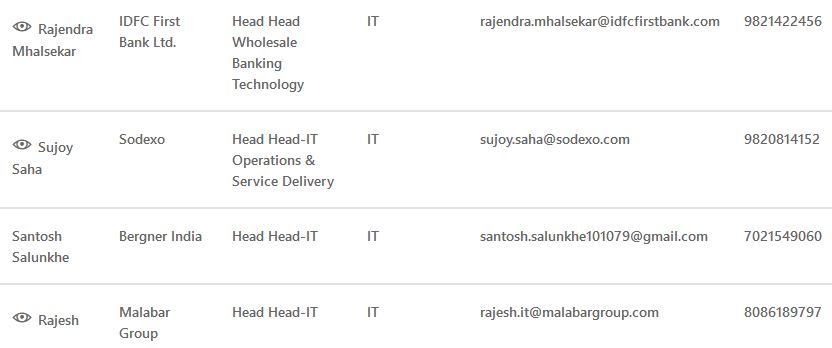 Rajendra Mhalsekar IDFC First Bank Ltd. Head Head Wholesale Banking Technology IT rajendra.mhalsekar@idfcfirstbank.com 9821422456
Sujoy Saha Sodexo Head Head-IT Operations & Service Delivery IT sujoy.saha@sodexo.com 9820814152
Santosh Salunkhe Bergner India Head Head-IT IT santosh.salunkhe101079@gmail.com 7021549060
Rajesh Malabar Group Head Head-IT IT rajesh.it@malabargroup.com 8086189797